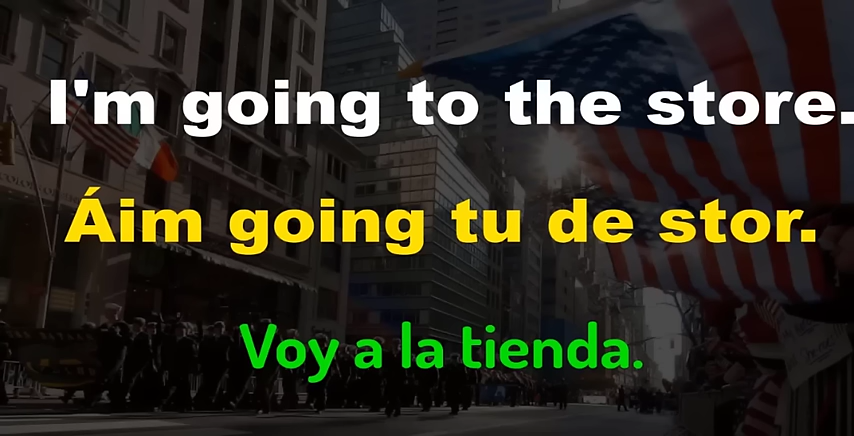 I'm going to the store.
Áim going tu de stor.
Voy a la tienda.